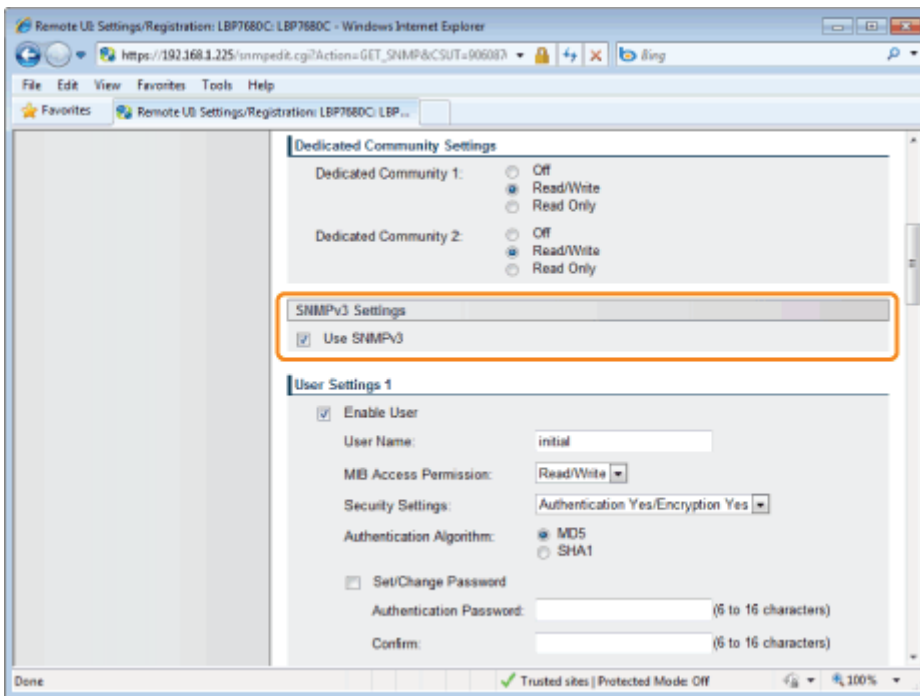 Remote UI: Settings/Registration: LBP7680C: LBP7680C - Windows Internet Explorer
https://192.168.1.225/snmpedit.cgi?Action=GET_SNMP&CSUT=906087
Bing
File Edit View Favorites Tools Help
Favorites
Remote UI: Settings/Registration: LBP7680C: LBP...
Dedicated Community Settings
Dedicated Community 1:
Off
Read/Write
Read Only
Dedicated Community 2:
Off
Read/Write
Read Only
SNMPv3 Settings
Use SNMPv3
User Settings 1
Enable User
User Name: initial
MIB Access Permission: Read/Write
Security Settings: Authentication Yes/Encryption Yes
Authentication Algorithm: MD5
SHA1
Set/Change Password
Authentication Password: (6 to 16 characters)
Confirm: (6 to 16 characters)
Done Trusted sites | Protected Mode: Off 100%